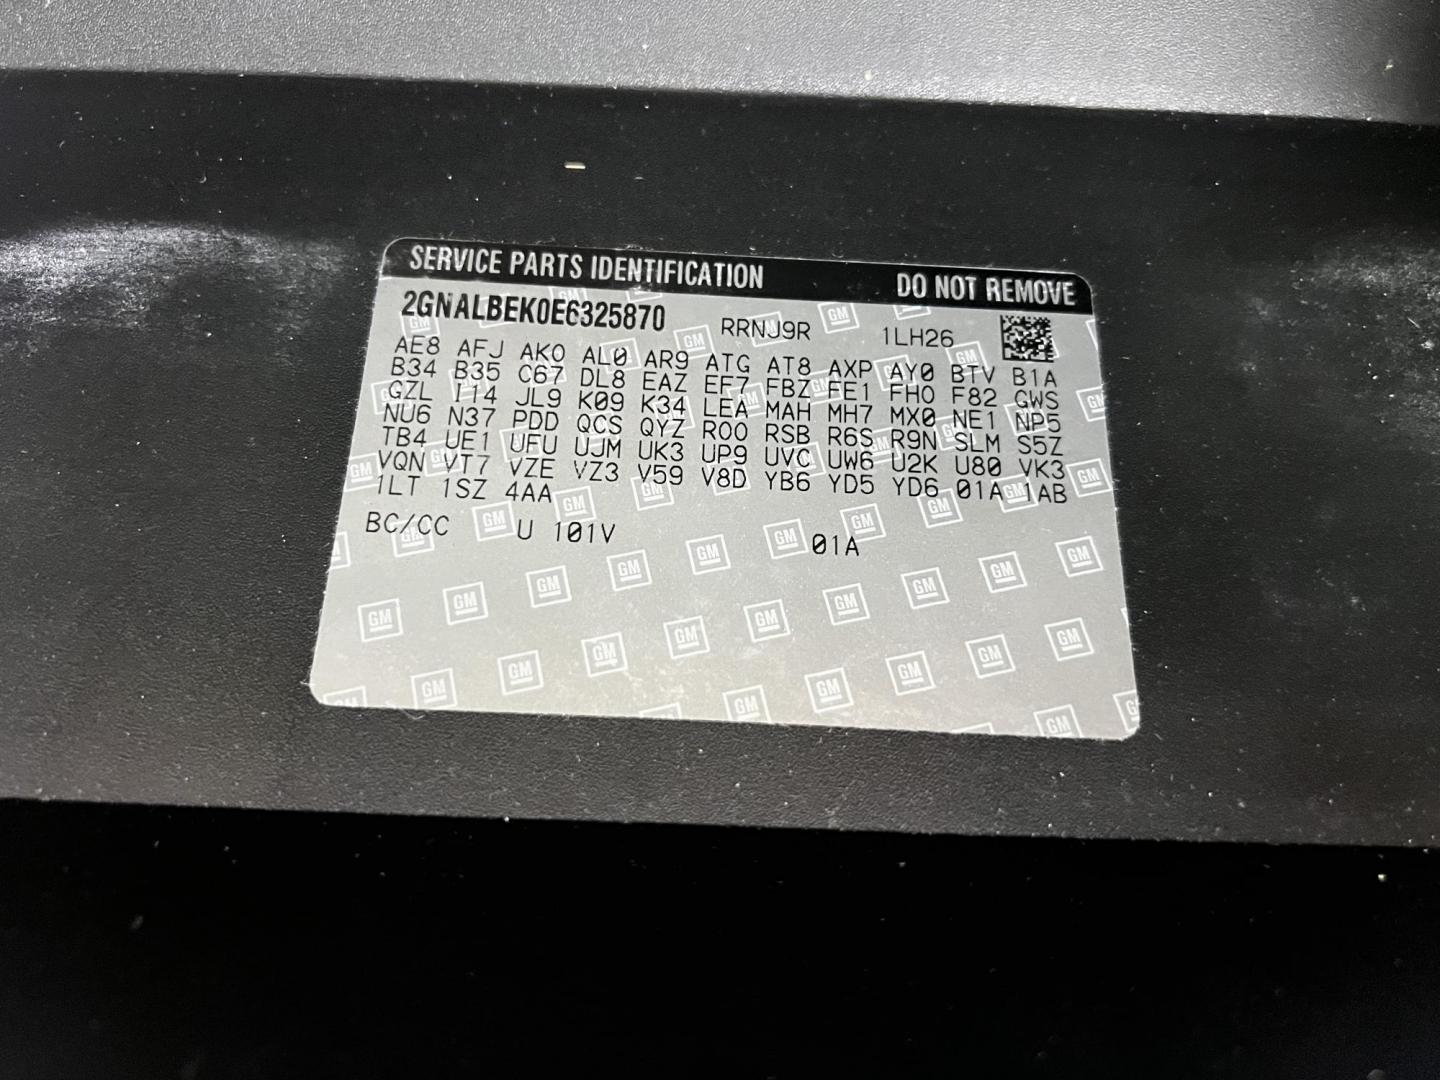 SERVICE PARTS IDENTIFICATION DO NOT REMOVE
2GNALBEK0E6325870 RRNJ9R 1LH26
AE8 AFJ AKO AL0 AR9 ATG AT8 AXP AY0 BTV B1A
B34 B35 C67 DL8 EAZ EF7 FBZ FE1 FHO F82 GWS
GZL I14 JL9 K09 K34 LEA MAH MH7 MX0 NE1 NP5
NU6 N37 PDD QCS QYZ ROO RSB R6S R9N SLM S5Z
TB4 UE1 UFU UJM UK3 UP9 UVC UW6 U2K U80 VK3
VQN VT7 VZE VZ3 V59 V8D YB6 YD5 YD6 01A 1AB
1LT 1SZ 4AA
BC/CC U 101V 01A
GM